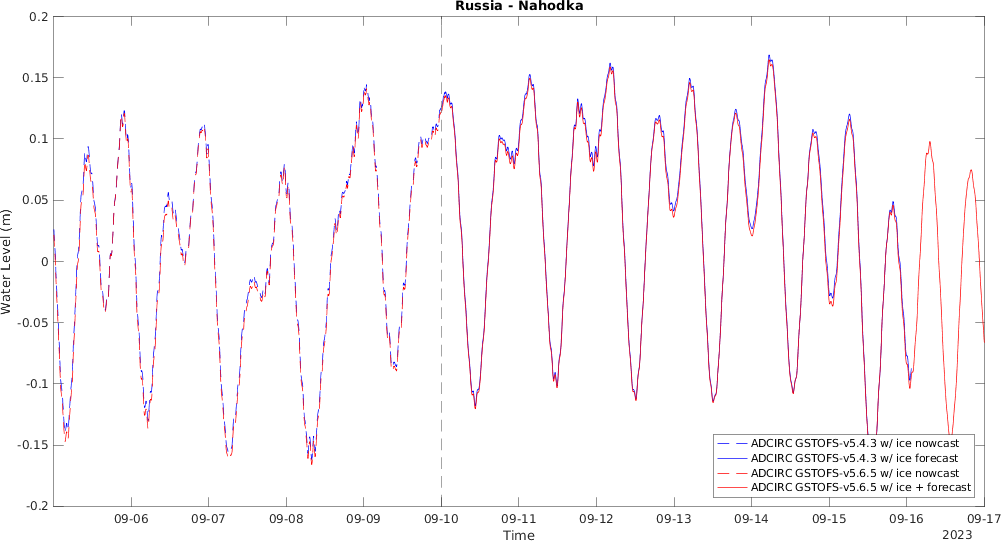 Russia - Nahodka
0.2
0.15
0.1
0.05
0
-0.05
-0.1
-0.15
-0.2
Water Level (m)
ADCIRC GSTOFS-v5.4.3 w/ ice nowcast
ADCIRC GSTOFS-v5.4.3 w/ ice forecast
ADCIRC GSTOFS-v5.6.5 w/ ice nowcast
ADCIRC GSTOFS-v5.6.5 w/ ice + forecast
09-06 09-07 09-08 09-09 09-10 09-11 09-12 09-13 09-14 09-15 09-16 09-17
Time
2023